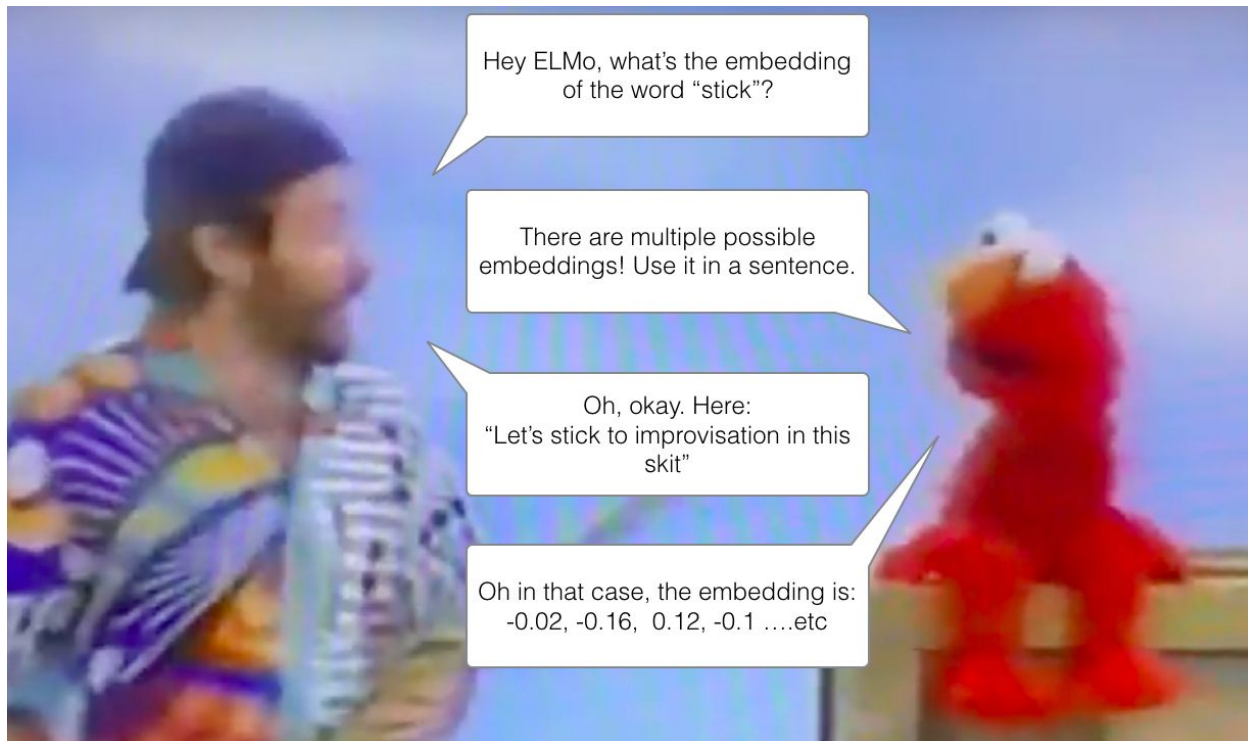 Hey ELMo, what’s the embedding
of the word “stick”?
There are multiple possible
embeddings! Use it in a sentence.
Oh, okay. Here:
“Let’s stick to improvisation in this
skit”
Oh in that case, the embedding is:
-0.02, -0.16, 0.12, -0.1 ….etc